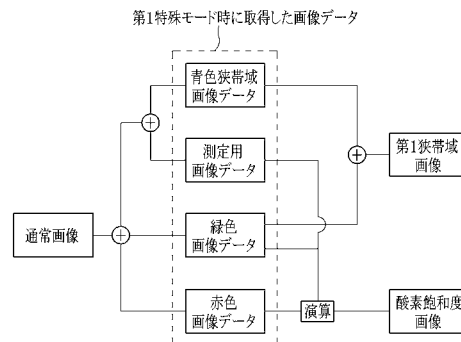 第1特殊モード時に取得した画像データ
青色狭帯域
画像データ
測定用
画像データ
第1狭帯域
画像
通常画像
緑色
画像データ
赤色
画像データ
演算
酸素飽和度
画像